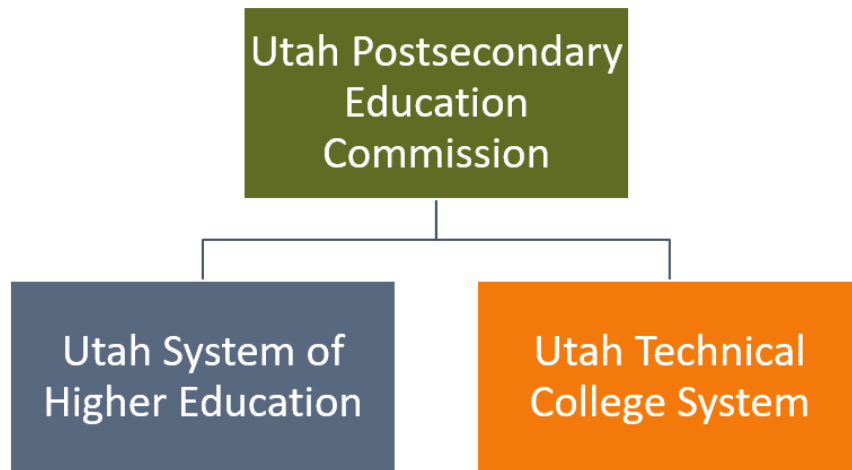 Utah Postsecondary
Education
Commission
Utah System of
Higher Education
Utah Technical
College System